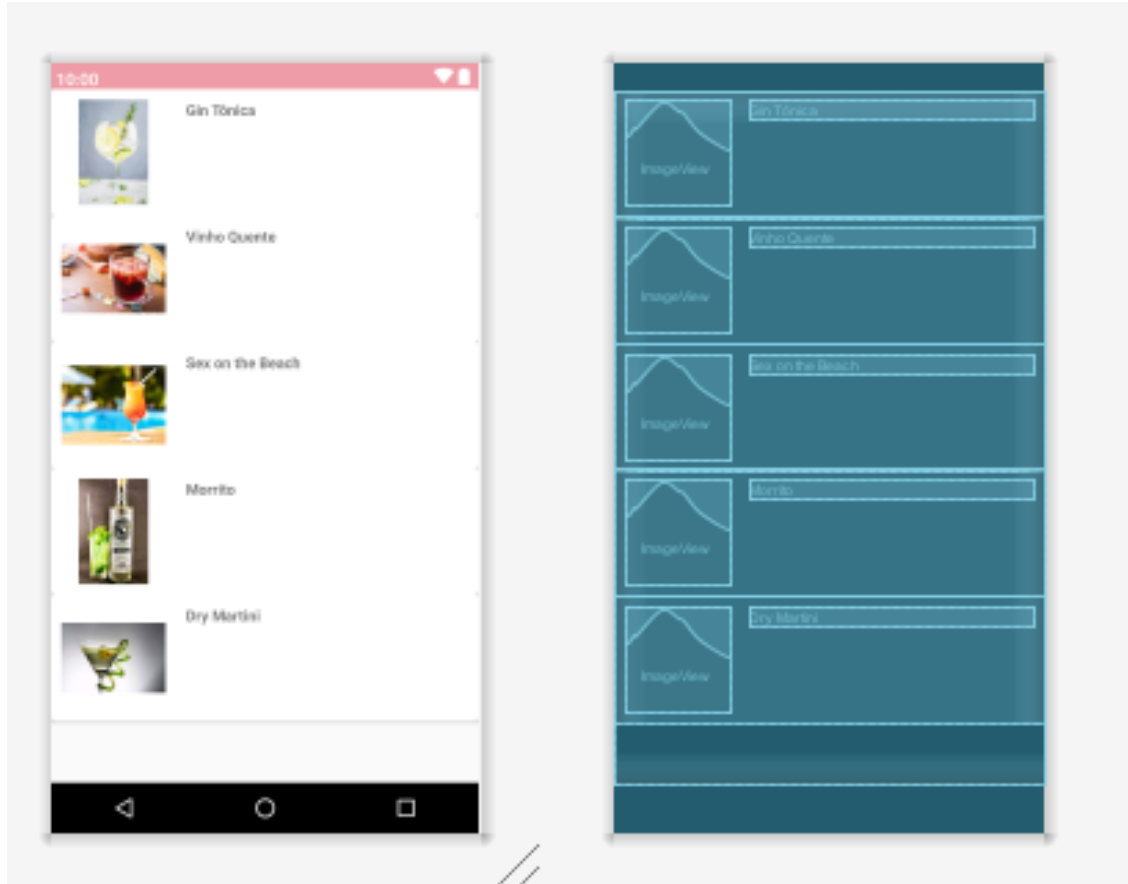 10:00
Gin Tônica
Vinho Quente
Sex on the Beach
Morrito
Dry Martini
Gin Tônica
ImageView
Vinho Quente
ImageView
Sex on the Beach
ImageView
Morrito
ImageView
Dry Martini
ImageView